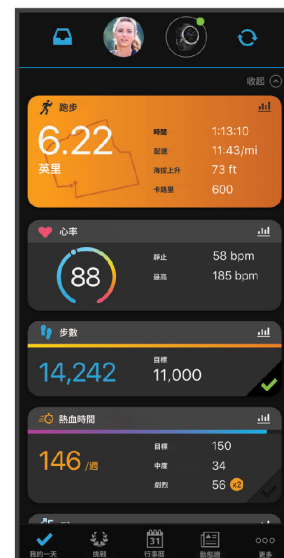 收起
跑步
6.22
英里
時間 1:13:10
配速 11:43/mi
海拔上升 73 ft
卡路里 600
心率
88
靜止 58 bpm
最高 185 bpm
步數
14,242
目標
11,000
熱血時間
146 /週
目標 150
中度 34
劇烈 56 x2
我的一天 挑戰 31 行事曆 動態牆 更多